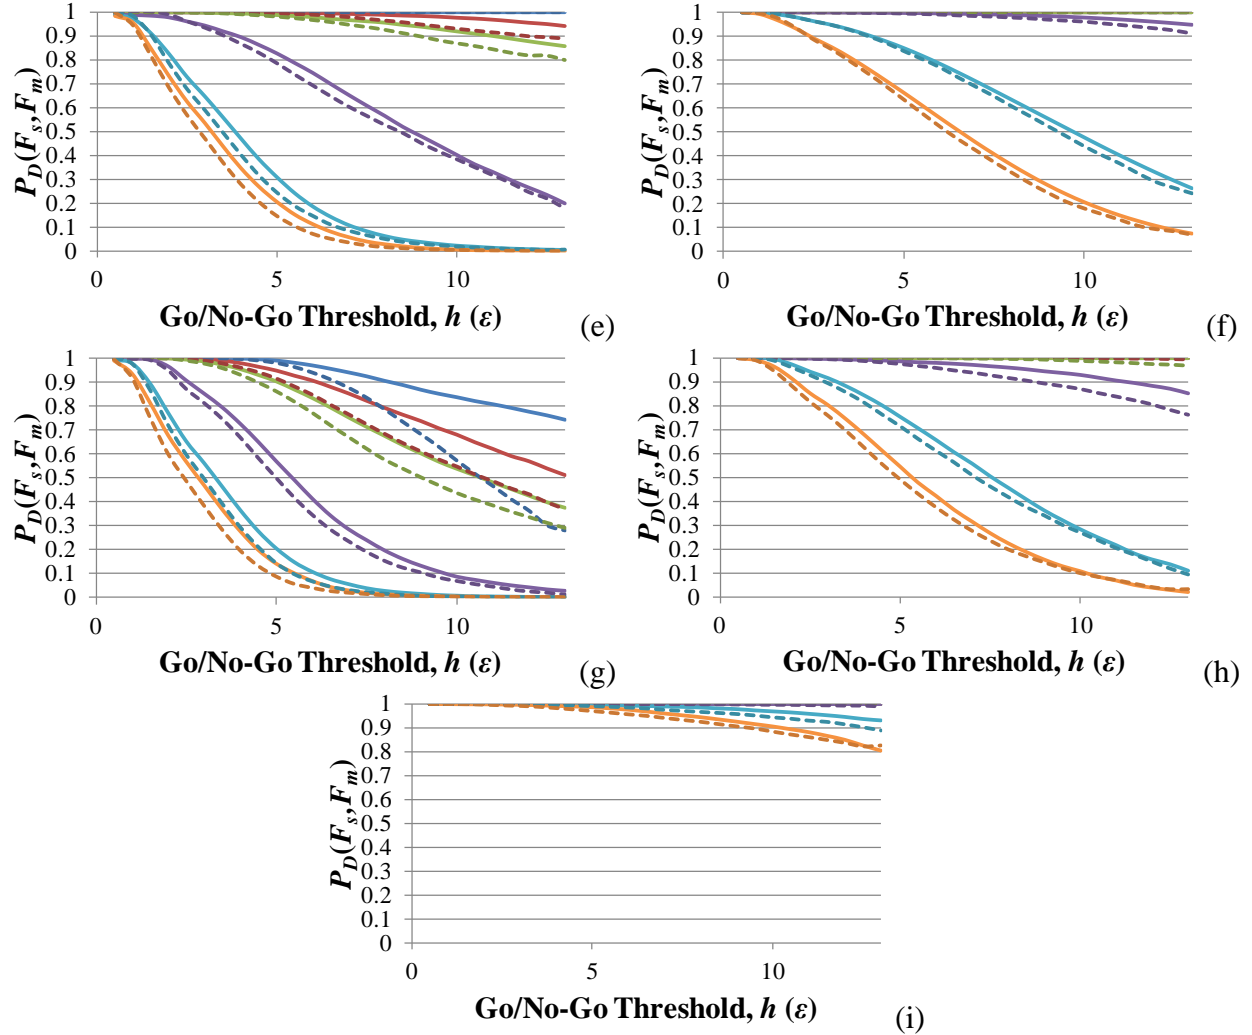 P_D(F_s,F_m)
1
0.9
0.8
0.7
0.6
0.5
0.4
0.3
0.2
0.1
0
0 5 10
Go/No-Go Threshold, h (ε)
(e)
P_D(F_s,F_m)
1
0.9
0.8
0.7
0.6
0.5
0.4
0.3
0.2
0.1
0
0 5 10
Go/No-Go Threshold, h (ε)
(f)
P_D(F_s,F_m)
1
0.9
0.8
0.7
0.6
0.5
0.4
0.3
0.2
0.1
0
0 5 10
Go/No-Go Threshold, h (ε)
(g)
P_D(F_s,F_m)
1
0.9
0.8
0.7
0.6
0.5
0.4
0.3
0.2
0.1
0
0 5 10
Go/No-Go Threshold, h (ε)
(h)
P_D(F_s,F_m)
1
0.9
0.8
0.7
0.6
0.5
0.4
0.3
0.2
0.1
0
0 5 10
Go/No-Go Threshold, h (ε)
(i)